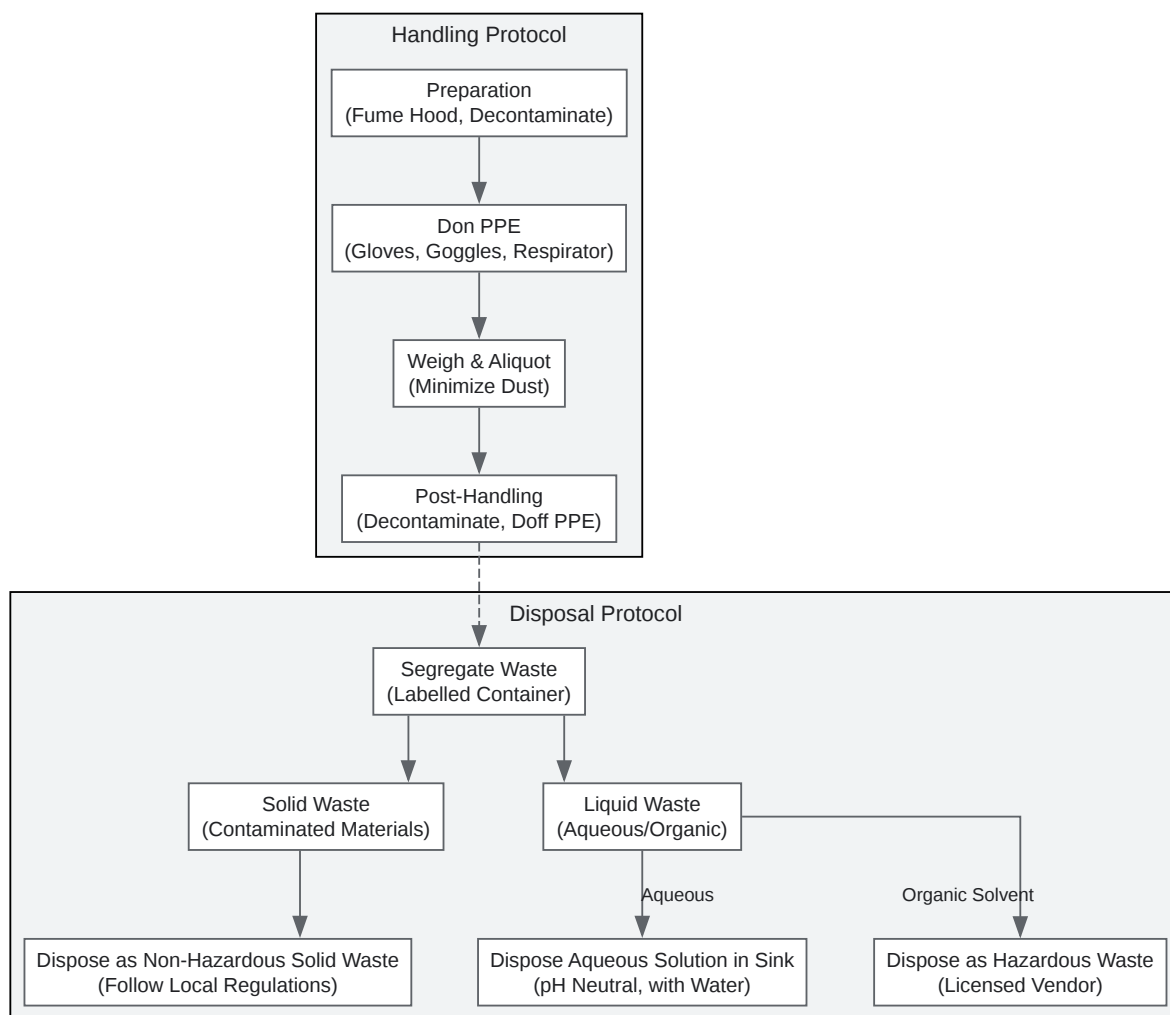 Handling Protocol
Preparation
(Fume Hood, Decontaminate)
Don PPE
(Gloves, Goggles, Respirator)
Weigh & Aliquot
(Minimize Dust)
Post-Handling
(Decontaminate, Doff PPE)
Disposal Protocol
Segregate Waste
(Labelled Container)
Solid Waste
(Contaminated Materials)
Liquid Waste
(Aqueous/Organic)
Aqueous
Organic Solvent
Dispose as Non-Hazardous Solid Waste
(Follow Local Regulations)
Dispose Aqueous Solution in Sink
(pH Neutral, with Water)
Dispose as Hazardous Waste
(Licensed Vendor)